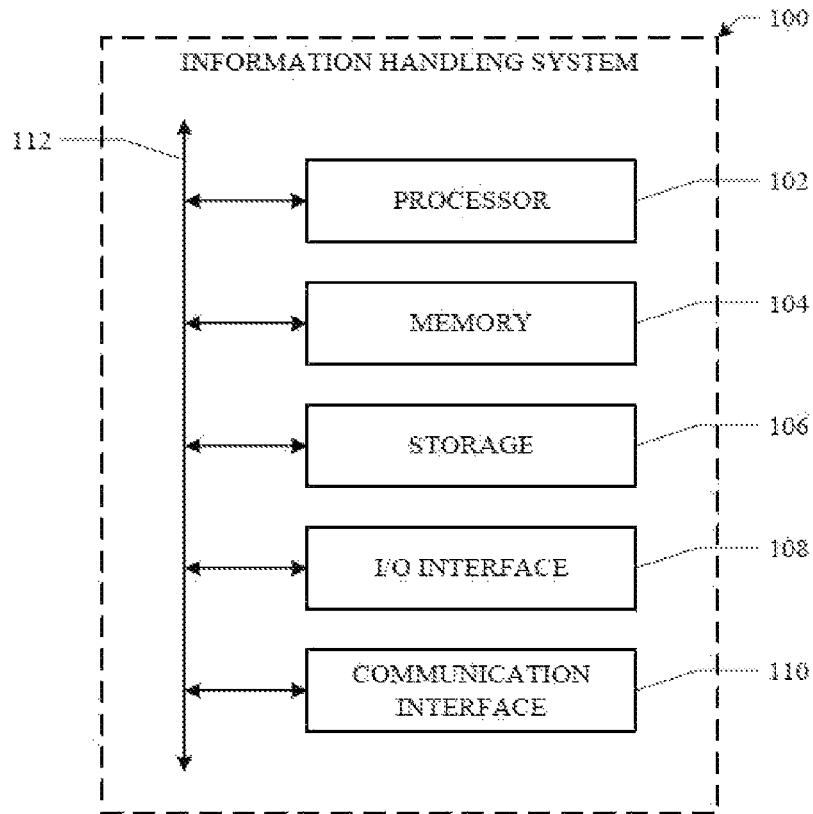 100
INFORMATION HANDLING SYSTEM
112
PROCESSOR
102
MEMORY
104
STORAGE
106
I/O INTERFACE
108
COMMUNICATION
INTERFACE
110